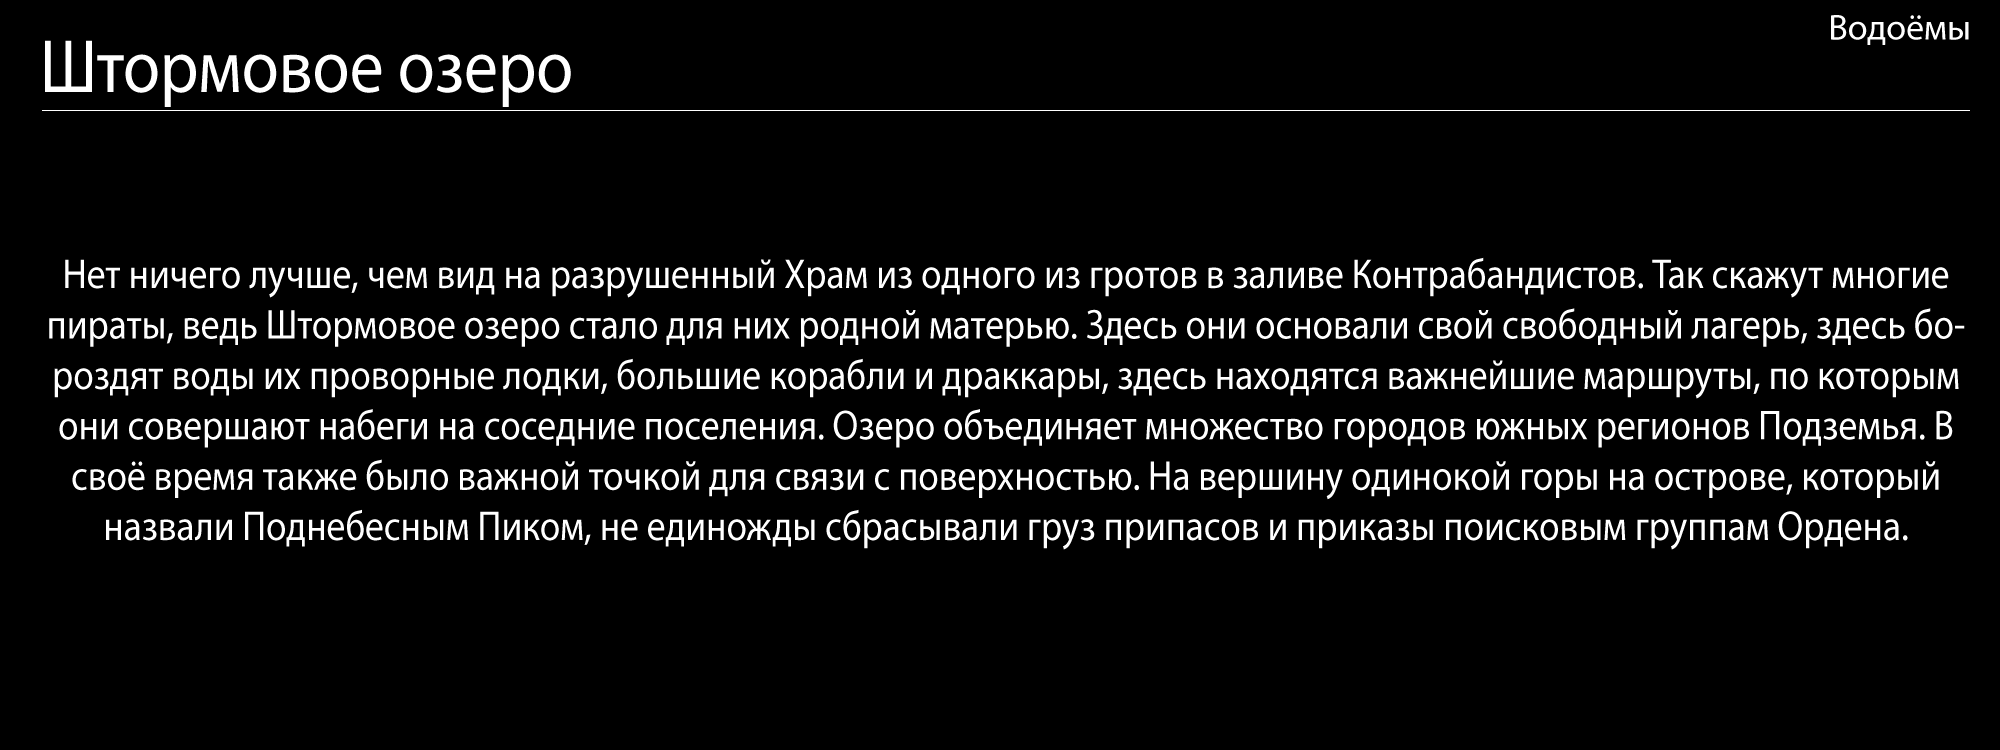 Водоёмы
Штормовое озеро
Нет ничего лучше, чем вид на разрушенный Храм из одного из гротов в заливе Контрабандистов. Так скажут многие
пираты, ведь Штормовое озеро стало для них родной матерью. Здесь они основали свой свободный лагерь, здесь бо-
роздят воды их проворные лодки, большие корабли и драккары, здесь находятся важнейшие маршруты, по которым
они совершают набеги на соседние поселения. Озеро объединяет множество городов южных регионов Подземья. В
своё время также было важной точкой для связи с поверхностью. На вершину одинокой горы на острове, который
назвали Поднебесным Пиком, не единожды сбрасывали груз припасов и приказы поисковым группам Ордена.